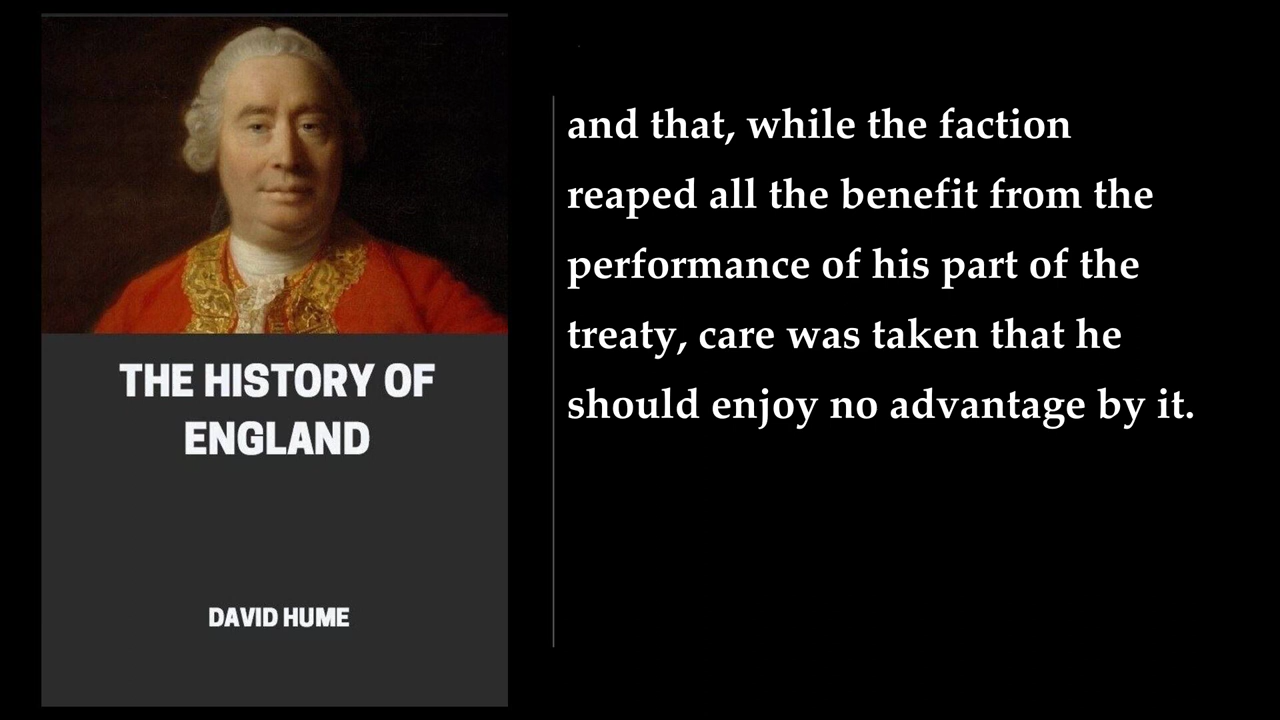 THE HISTORY OF
ENGLAND
DAVID HUME
and that, while the faction
reaped all the benefit from the
performance of his part of the
treaty, care was taken that he
should enjoy no advantage by it.